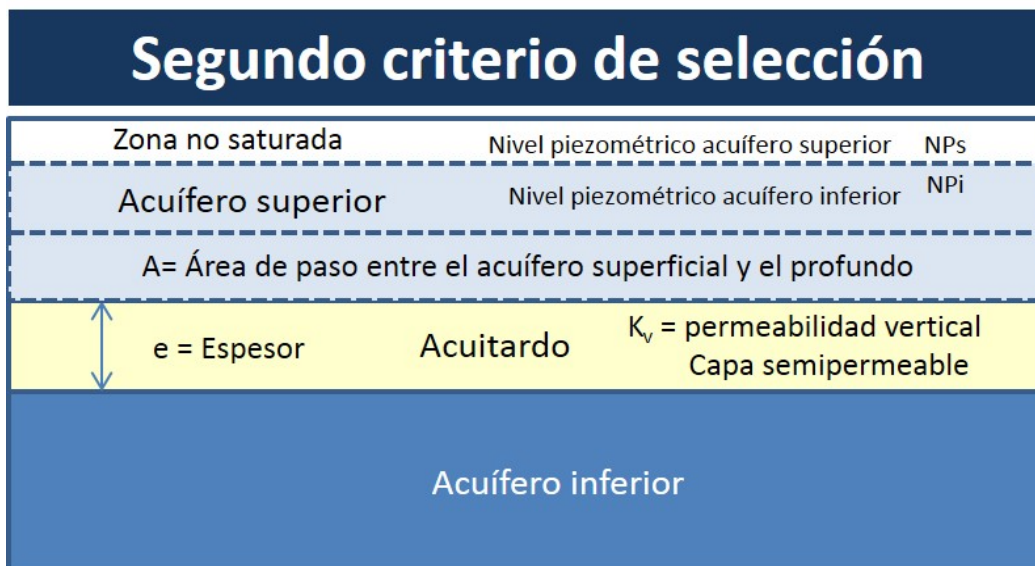 Segundo criterio de selección
Zona no saturada
Nivel piezométrico acuífero superior NPs
Acuífero superior
Nivel piezométrico acuífero inferior NPi
A= Área de paso entre el acuífero superficial y el profundo
e = Espesor
Acuitardo
Kv = permeabilidad vertical
Capa semipermeable
Acuífero inferior